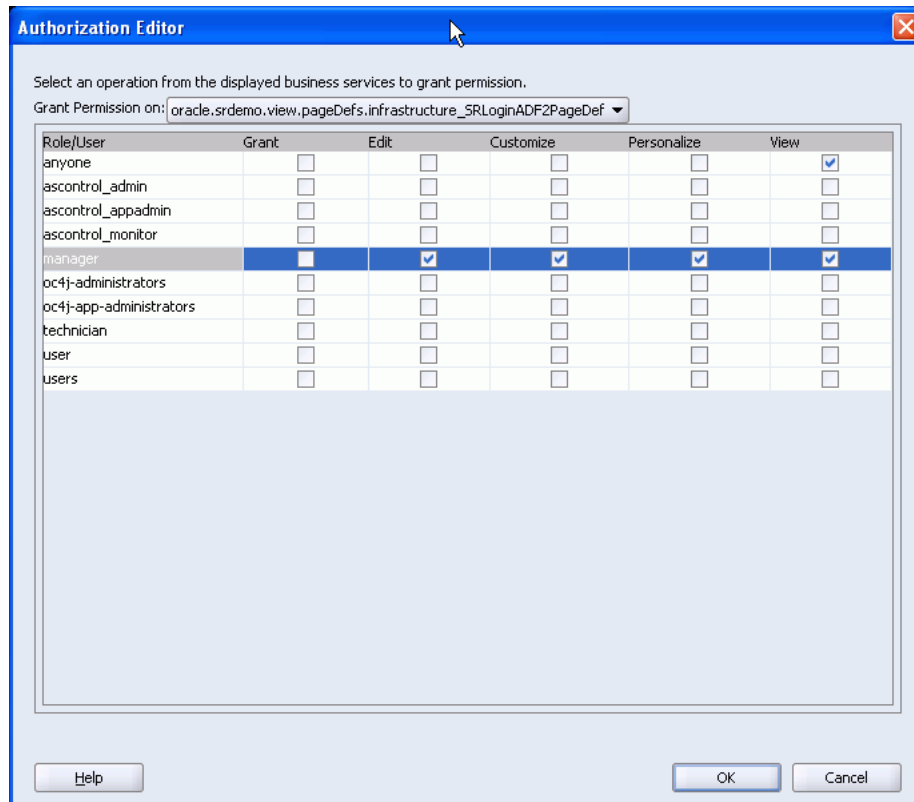 Authorization Editor
Select an operation from the displayed business services to grant permission.
Grant Permission on: oracle.srdemo.view.pageDefs.infrastructure_SRLoginADF2PageDef
Role/User Grant Edit Customize Personalize View
anyone
ascontrol_admin
ascontrol_appadmin
ascontrol_monitor
manager
oc4j-administrators
oc4j-app-administrators
technician
user
users
Help OK Cancel